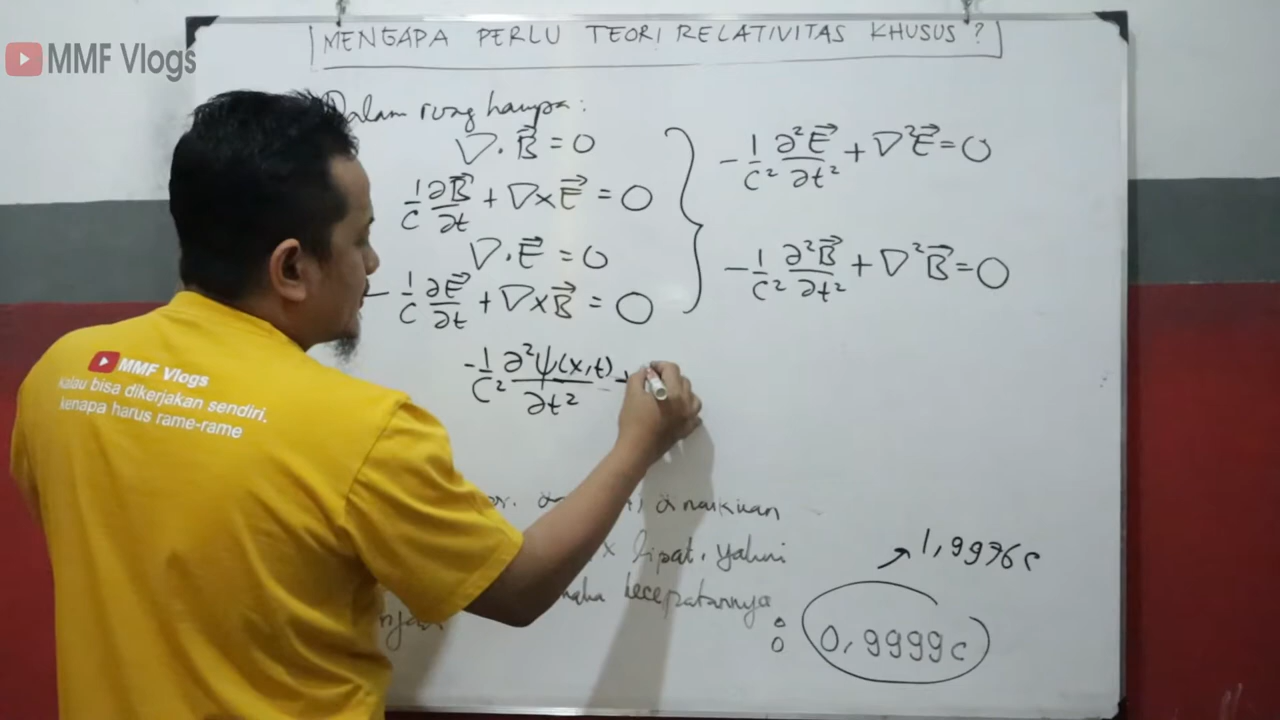 MMF Vlogs
MENGAPA PERLU TEORI RELATIVITAS KHUSUS?
Dalam ruang hampa:
∇·B⃗ = 0
1/c ∂B⃗/∂t + ∇×E⃗ = 0
∇·E⃗ = 0
- 1/c ∂E⃗/∂t + ∇×B⃗ = 0
- 1/c² ∂²E⃗/∂t² + ∇²E⃗ = 0
- 1/c² ∂²B⃗/∂t² + ∇²B⃗ = 0
- 1/c² ∂²ψ(x,t)/∂t² +
x lipat, yakni
maka kecepatannya
1,9996c
0,9999c
MMF Vlogs
kalau bisa dikerjakan sendiri.
kenapa harus rame-rame